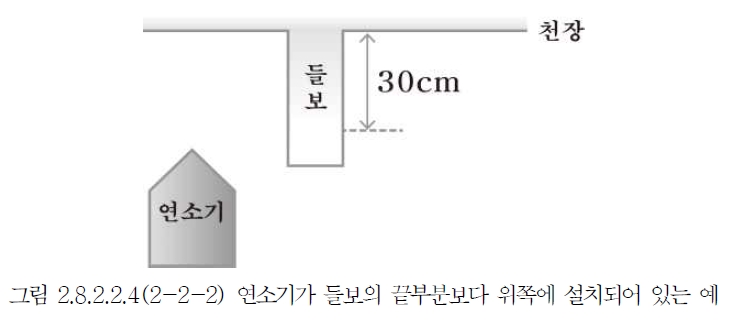 천장
들보
30cm
연소기
그림 2.8.2.2.4(2-2-2) 연소기가 들보의 끝부분보다 위쪽에 설치되어 있는 예